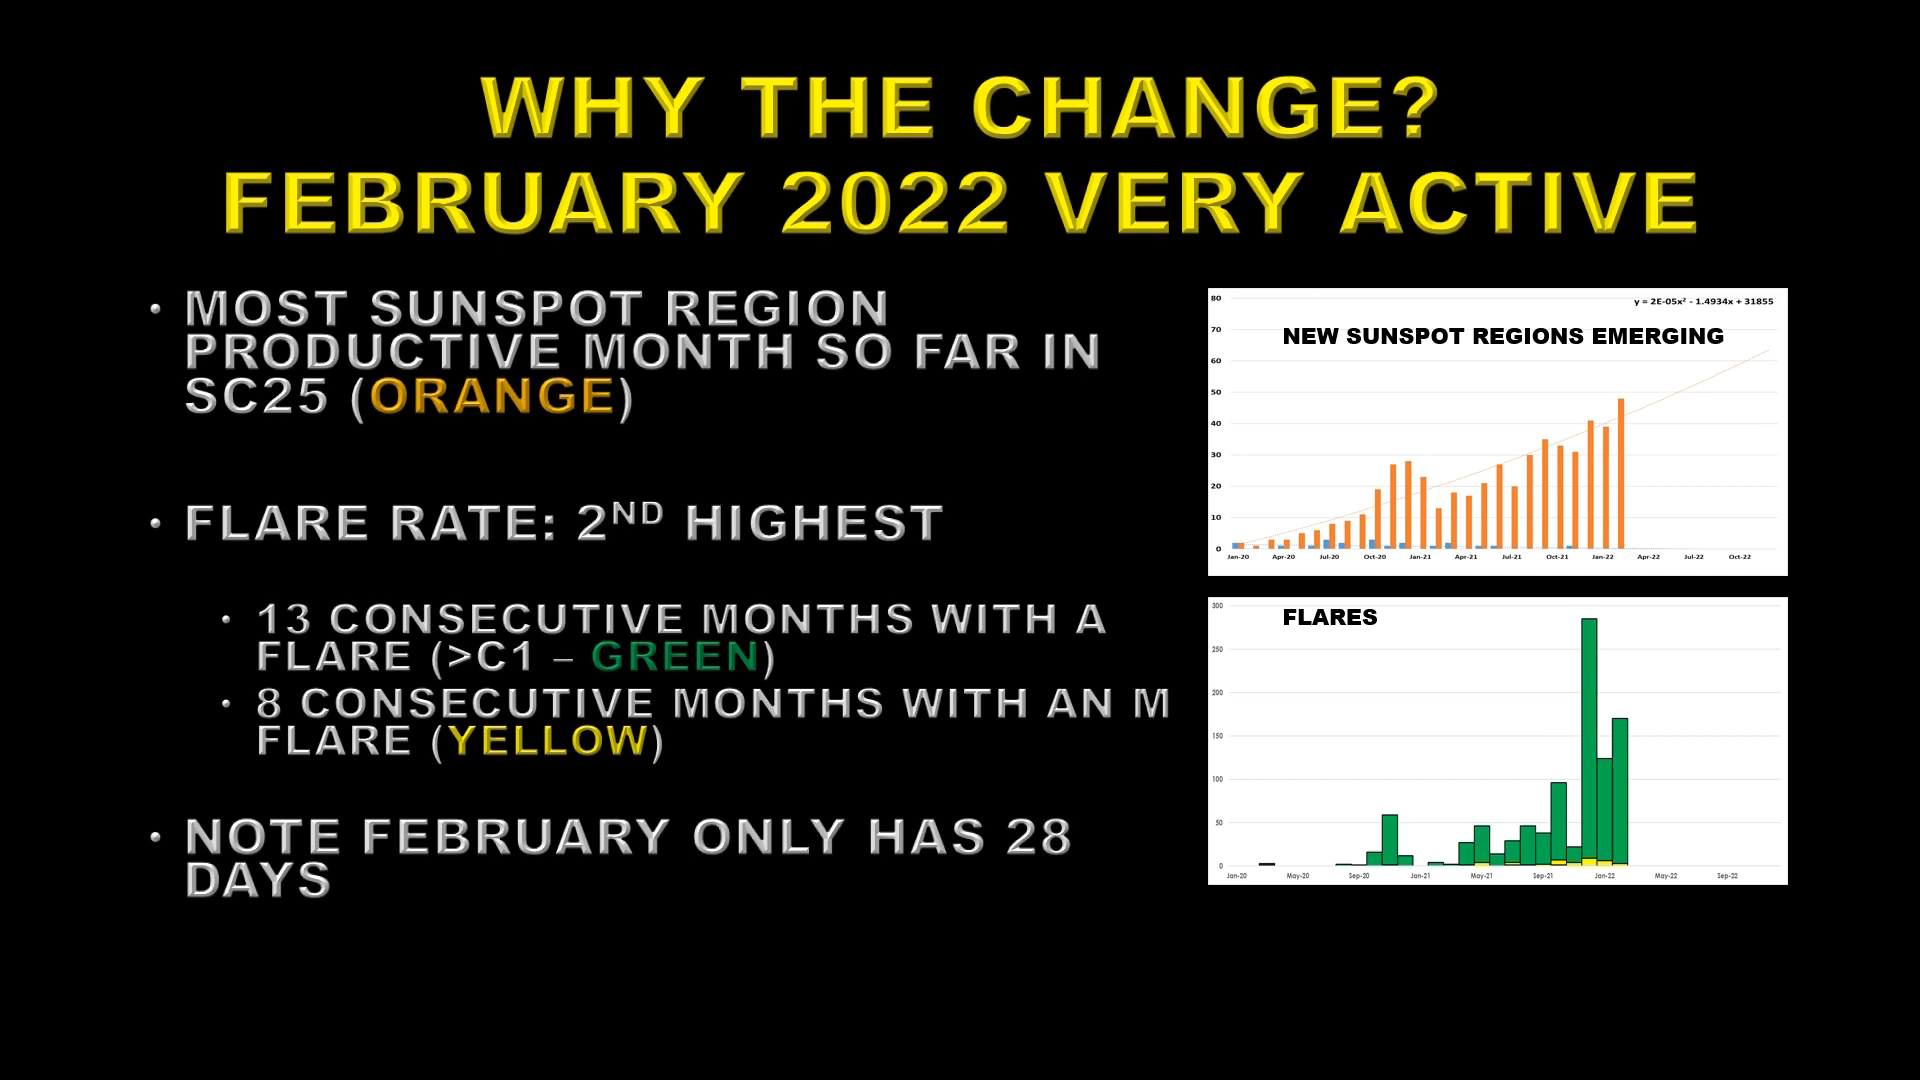 WHY THE CHANGE?
FEBRUARY 2022 VERY ACTIVE
• MOST SUNSPOT REGION
PRODUCTIVE MONTH SO FAR IN
SC25 (ORANGE)
• FLARE RATE: 2ND HIGHEST
• 13 CONSECUTIVE MONTHS WITH A
FLARE (>C1 – GREEN)
• 8 CONSECUTIVE MONTHS WITH AN M
FLARE (YELLOW)
• NOTE FEBRUARY ONLY HAS 28
DAYS
y = 2E-05x² - 1.4934x + 31855
NEW SUNSPOT REGIONS EMERGING
80
70
60
50
40
30
20
10
0
Jan-20 Apr-20 Jul-20 Oct-20 Jan-21 Apr-21 Jul-21 Oct-21 Jan-22 Apr-22 Jul-22 Oct-22
FLARES
300
250
200
150
100
50
0
Jan-20 May-20 Sep-20 Jan-21 May-21 Sep-21 Jan-22 May-22 Sep-22